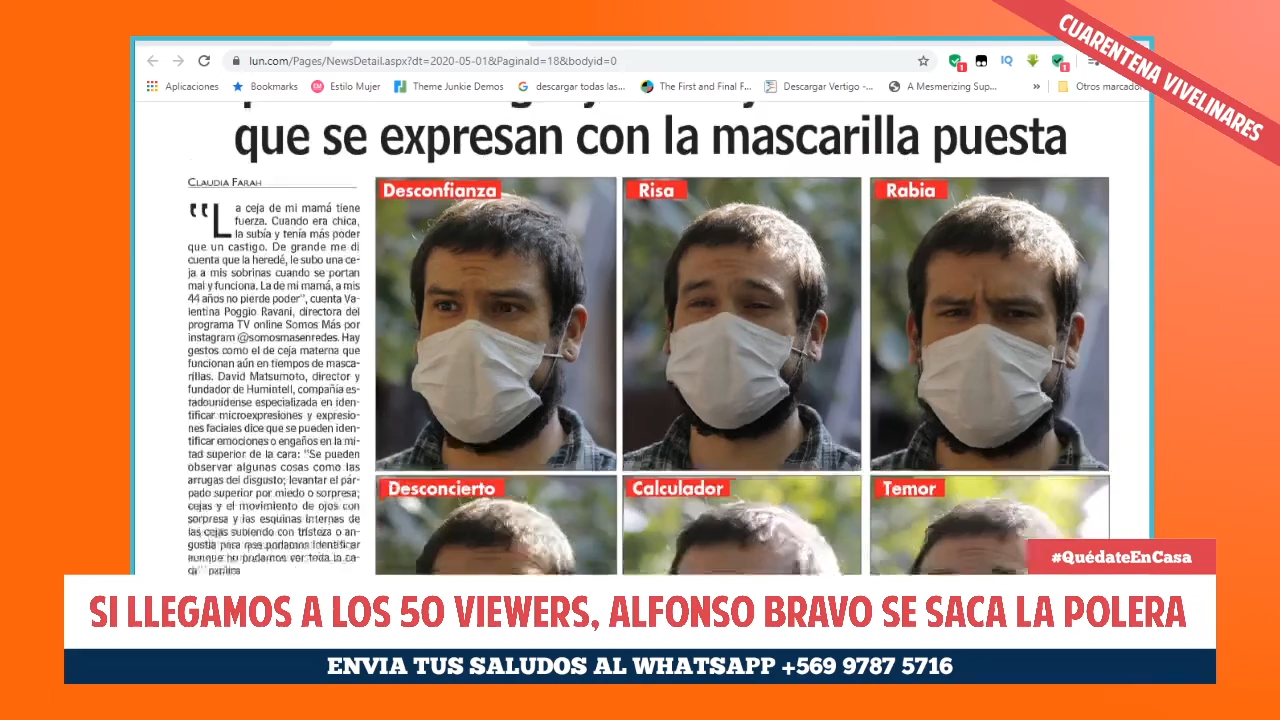 CUARENTENA VIVELINARES
lun.com/Pages/NewsDetail.aspx?dt=2020-05-01&PaginaId=18&bodyid=0
Aplicaciones
Bookmarks
Estilo Mujer
Theme Junkie Demos
descargar todas las...
The First and Final F...
Descargar Vertigo -...
A Mesmerizing Sup...
»
Otros marcador
que se expresan con la mascarilla puesta
CLAUDIA FARAH
"La ceja de mi mamá tiene
fuerza. Cuando era chica,
la subía y tenía más poder
que un castigo. De grande me di
cuenta que la heredé, le subo una ce-
ja a mis sobrinas cuando se portan
mal y funciona. La de mi mamá, a mis
44 años no pierde poder", cuenta Va-
lentina Poggio Ravani, directora del
programa TV online Somos Más por
instagram @somosmasenredes. Hay
gestos como el de ceja materna que
funcionan aún en tiempos de masca-
rillas. David Matsumoto, director y
fundador de Humintell, compañía es-
tadounidense especializada en iden-
tificar microexpresiones y expresio-
nes faciales dice que se pueden iden-
tificar emociones o engaños en la mi-
tad superior de la cara: "Se pueden
observar algunas cosas como las
arrugas del disgusto; levantar el pár-
pado superior por miedo o sorpresa;
cejas y el movimiento de ojos con
sorpresa y las esquinas internas de
las cejas subiendo con tristeza o an-
gustia
aunque no podamos ver toda la ca-
Desconfianza
Risa
Rabia
Desconcierto
Calculador
Temor
#QuédateEnCasa
SI LLEGAMOS A LOS 50 VIEWERS, ALFONSO BRAVO SE SACA LA POLERA
ENVIA TUS SALUDOS AL WHATSAPP +569 9787 5716